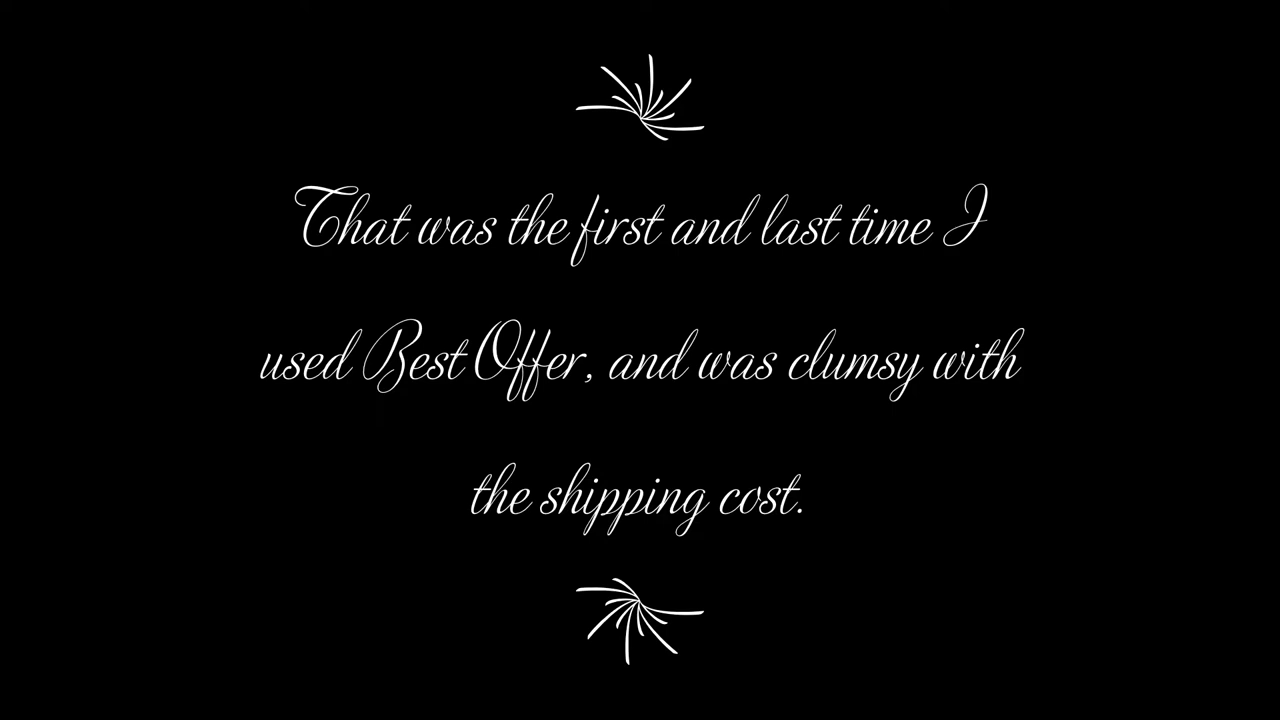 That was the first and last time I
used Best Offer, and was clumsy with
the shipping cost.